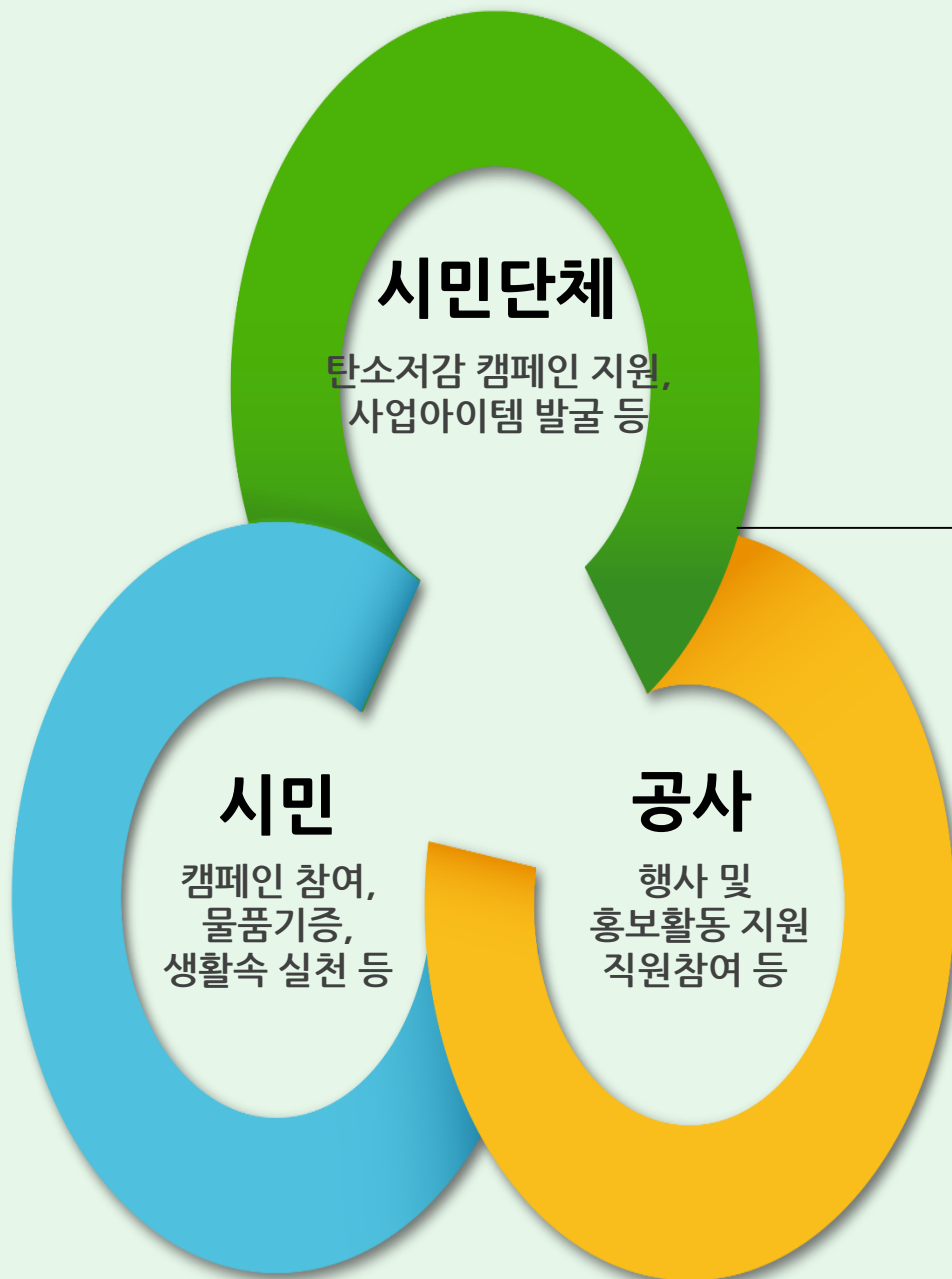 시민단체
탄소저감 캠페인 지원,
사업아이템 발굴 등
시민
캠페인 참여,
물품기증,
생활속 실천 등
공사
행사 및
홍보활동 지원
직원참여 등